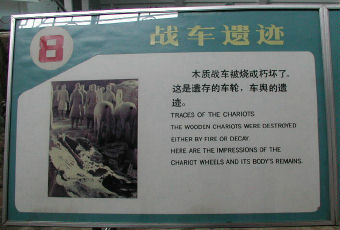 8
战车遗迹
木质战车被烧或朽坏了。
这是遗存的车轮，车舆的遗
迹。
TRACES OF THE CHARIOTS
THE WOODEN CHARIOTS WERE DESTROYED
EITHER BY FIRE OR DECAY.
HERE ARE THE IMPRESSIONS OF THE
CHARIOT WHEELS AND ITS BODY'S REMAINS.